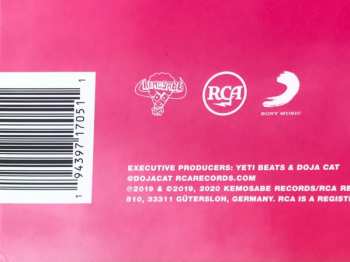 KEMOSABE
RCA
SONY MUSIC
1 94397 17051 1
EXECUTIVE PRODUCERS: YETI BEATS & DOJA CAT
@DOJACAT RCARECORDS.COM
℗2019 & ©2019, 2020 KEMOSABE RECORDS/RCA RE
810, 33311 GÜTERSLOH, GERMANY. RCA IS A REGISTE